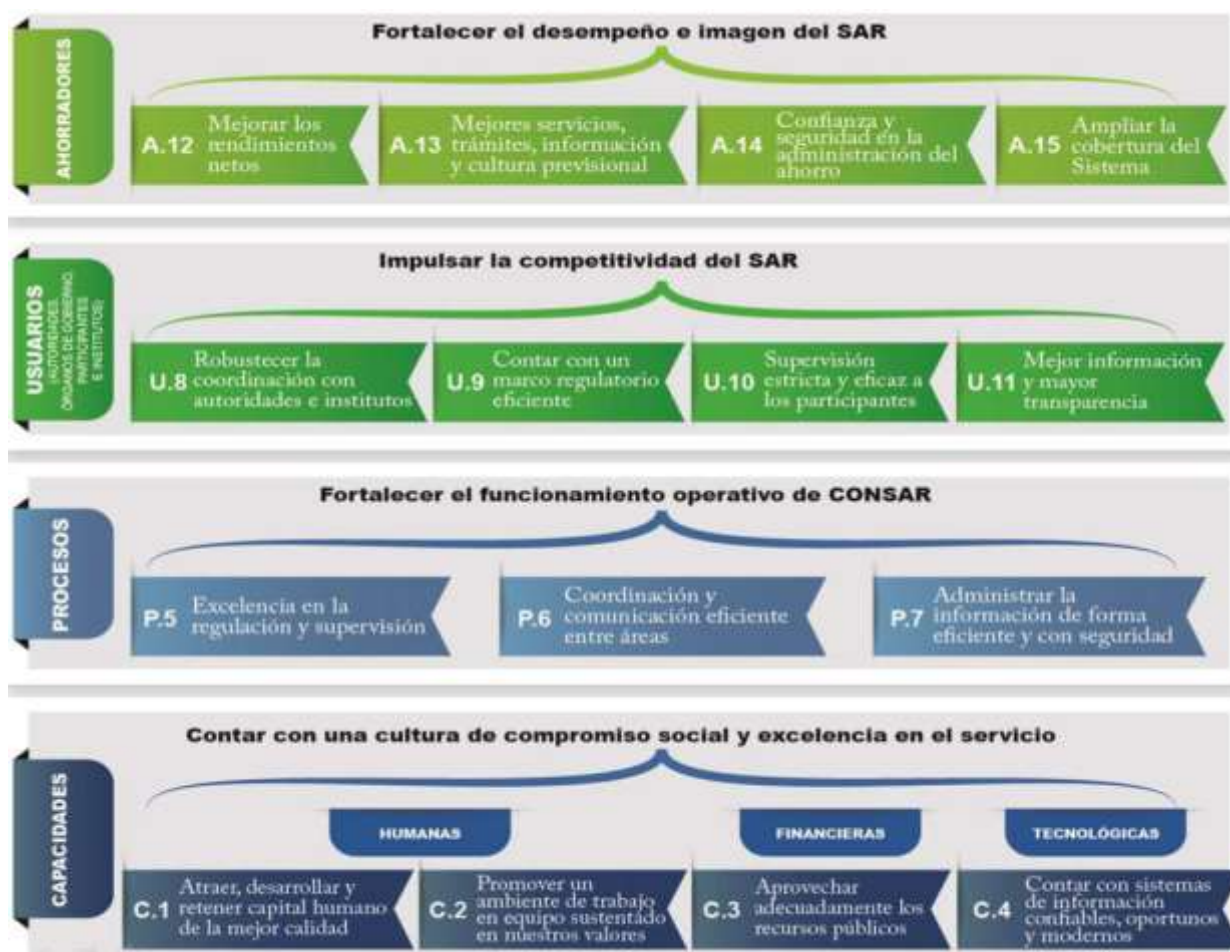 AHORRADORES
Fortalecer el desempeño e imagen del SAR
A.12
Mejorar los
rendimientos
netos
A.13
Mejores servicios,
trámites, información
y cultura previsional
A.14
Confianza y
seguridad en la
administración del
ahorro
A.15
Ampliar la
cobertura del
Sistema
USUARIOS
(AUTORIDADES,
ÓRGANOS DE GOBIERNO,
PARTICIPANTES
E INSTITUTOS)
Impulsar la competitividad del SAR
U.8
Robustecer la
coordinación con
autoridades e institutos
U.9
Contar con un
marco regulatorio
eficiente
U.10
Supervisión
estricta y eficaz a
los participantes
U.11
Mejor información
y mayor
transparencia
PROCESOS
Fortalecer el funcionamiento operativo de CONSAR
P.5
Excelencia en la
regulación y supervisión
P.6
Coordinación y
comunicación eficiente
entre áreas
P.7
Administrar la
información de forma
eficiente y con seguridad
CAPACIDADES
Contar con una cultura de compromiso social y excelencia en el servicio
HUMANAS
FINANCIERAS
TECNOLÓGICAS
C.1
Atraer, desarrollar y
retener capital humano
de la mejor calidad
C.2
Promover un
ambiente de trabajo
en equipo sustentado
en nuestros valores
C.3
Aprovechar
adecuadamente los
recursos públicos
C.4
Contar con sistemas
de información
confiables, oportunos
y modernos